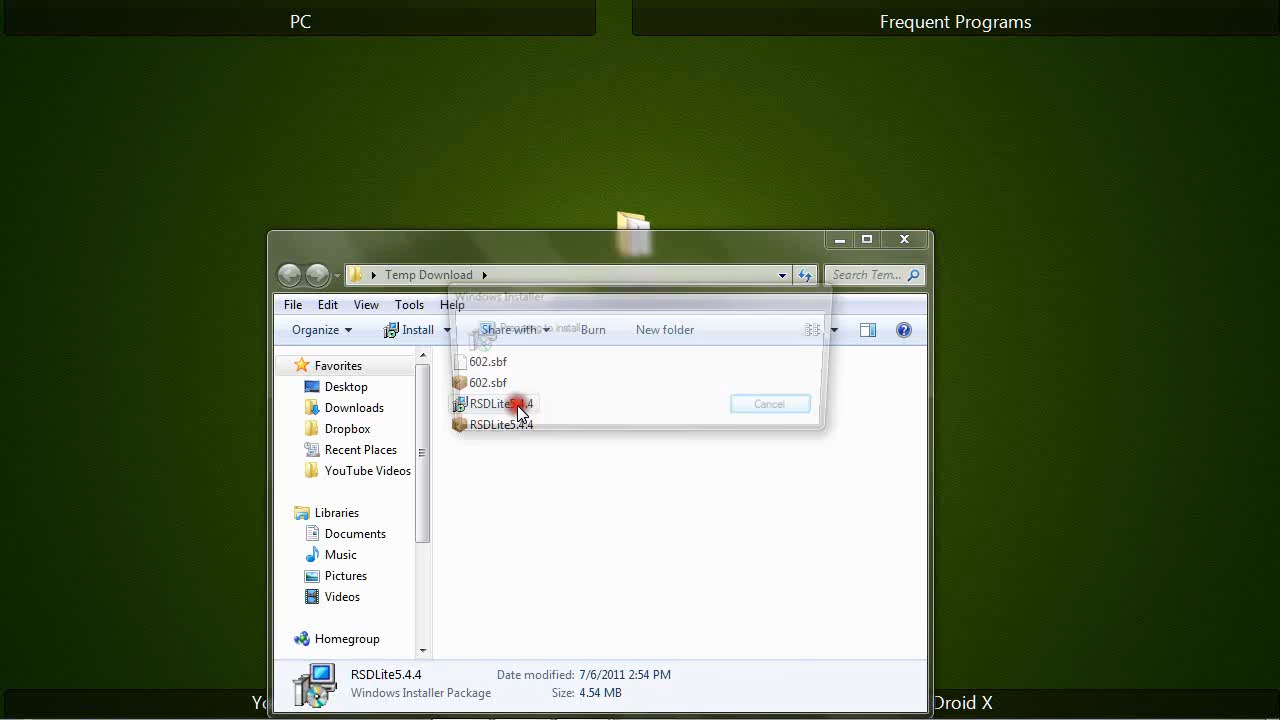 PC
Frequent Programs
Temp Download
Search Tem...
Windows Installer
File Edit View Tools Help
Preparing to install...
Organize Install Share with Burn New folder
Favorites
Desktop
Downloads
Dropbox
Recent Places
YouTube Videos
Libraries
Documents
Music
Pictures
Videos
Homegroup
602.sbf
602.sbf
RSDLite5.4.4
RSDLite5.4.4
Cancel
RSDLite5.4.4 Date modified: 7/6/2011 2:54 PM
Windows Installer Package Size: 4.54 MB
Droid X